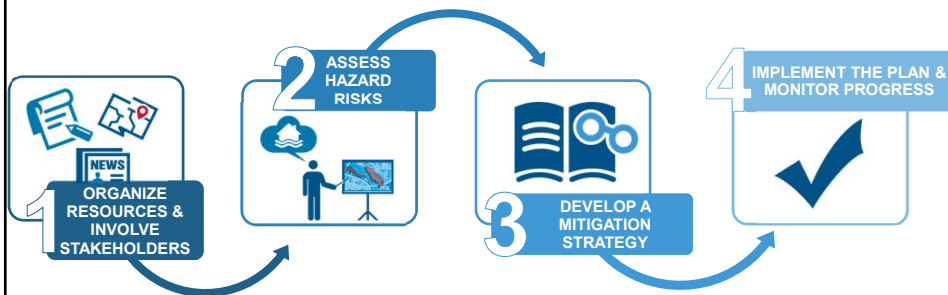 1
NEWS
ORGANIZE
RESOURCES &
INVOLVE
STAKEHOLDERS
2
ASSESS
HAZARD
RISKS
3
DEVELOP A
MITIGATION
STRATEGY
4
IMPLEMENT THE PLAN &
MONITOR PROGRESS